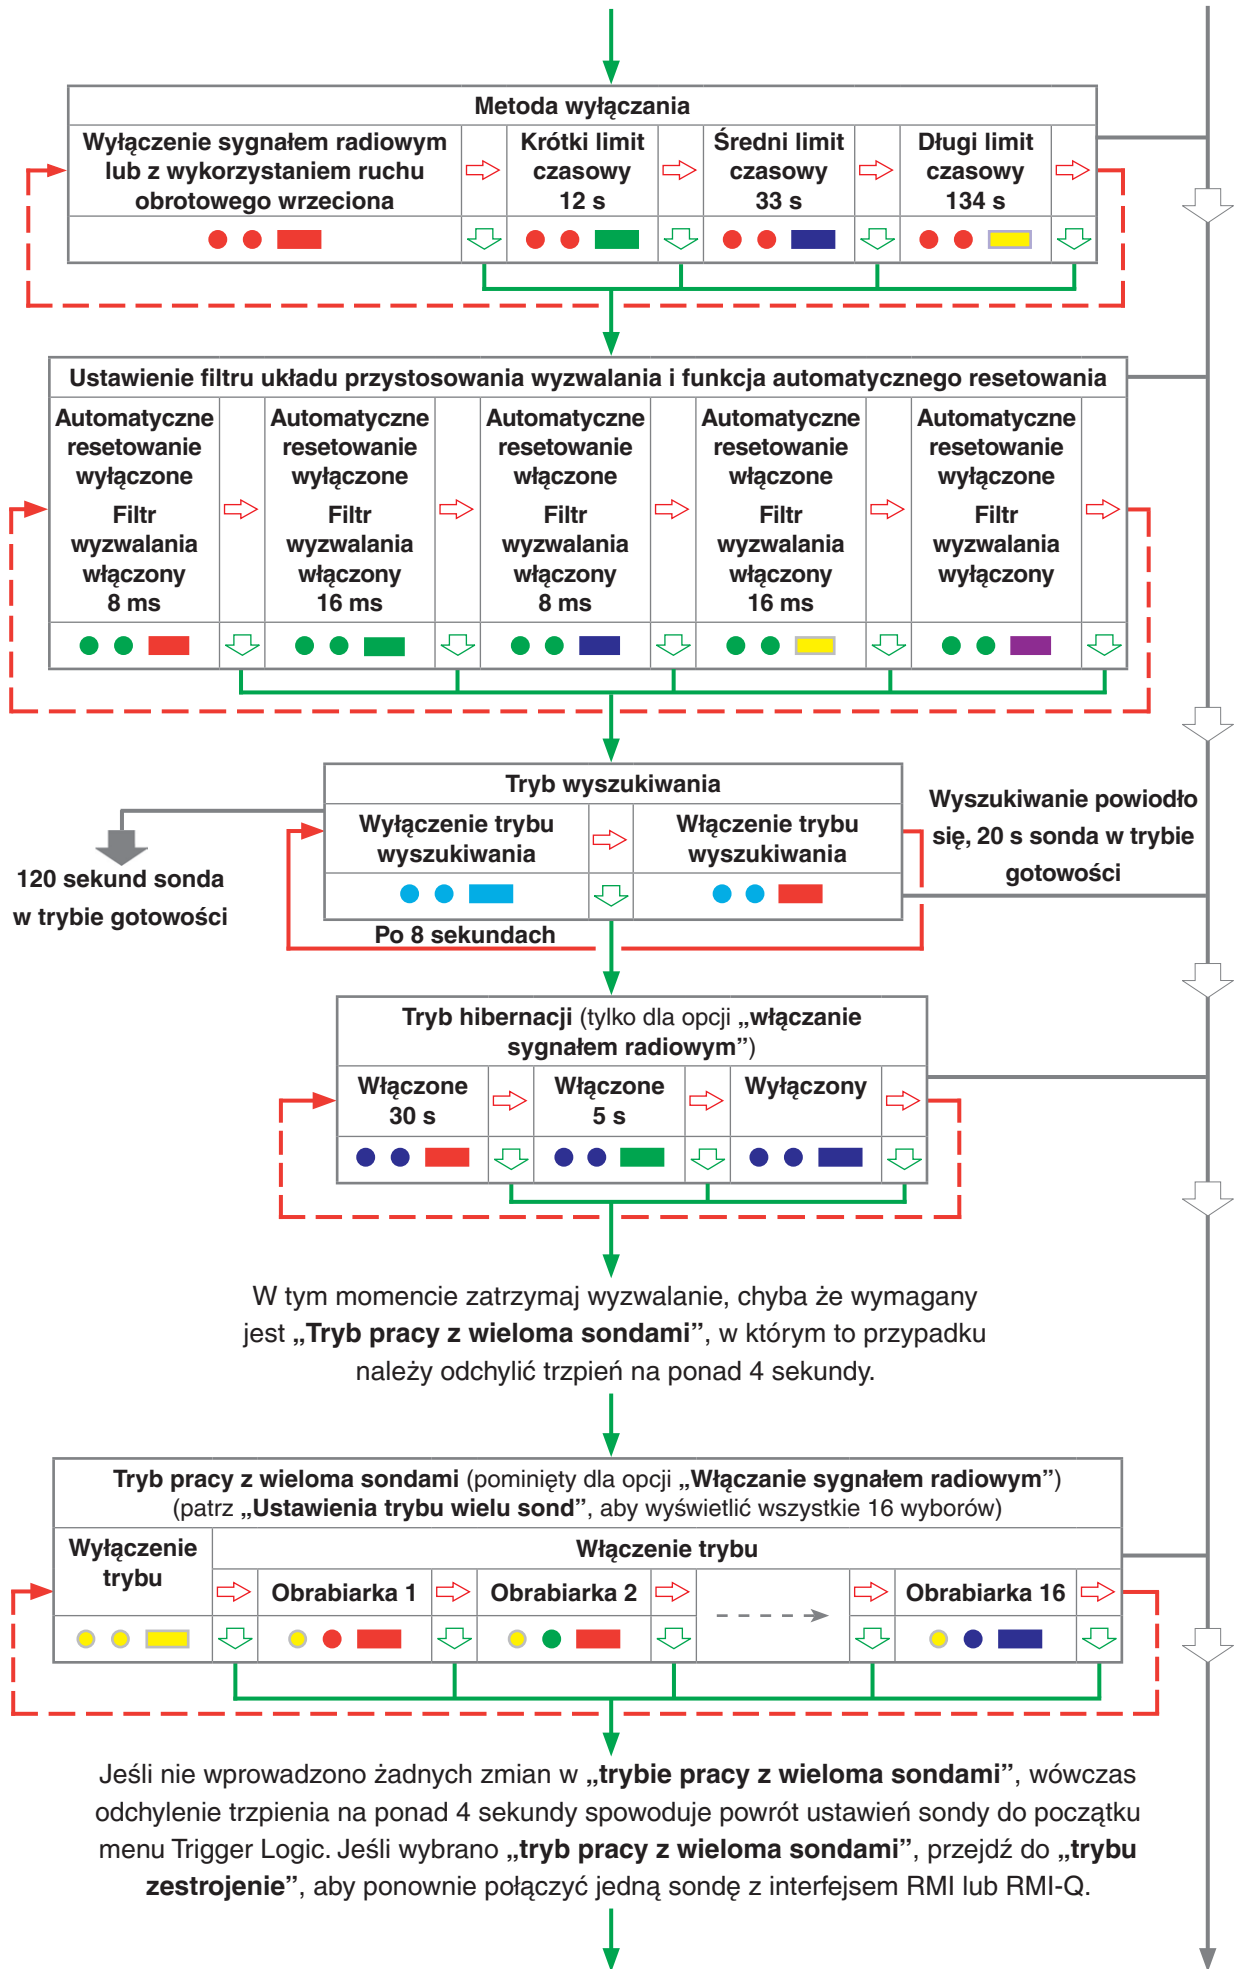 Metoda wyłączania
Wyłączenie sygnałem radiowym
lub z wykorzystaniem ruchu
obrotowego wrzeciona
Krótki limit
czasowy
12 s
Średni limit
czasowy
33 s
Długi limit
czasowy
134 s
Ustawienie filtru układu przystosowania wyzwalania i funkcja automatycznego resetowania
Automatyczne
resetowanie
wyłączone
Filtr
wyzwalania
włączony
8 ms
Automatyczne
resetowanie
wyłączone
Filtr
wyzwalania
włączony
16 ms
Automatyczne
resetowanie
włączone
Filtr
wyzwalania
włączony
8 ms
Automatyczne
resetowanie
włączone
Filtr
wyzwalania
włączony
16 ms
Automatyczne
resetowanie
wyłączone
Filtr
wyzwalania
wyłączony
Tryb wyszukiwania
Wyłączenie trybu
wyszukiwania
Włączenie trybu
wyszukiwania
Wyszukiwanie powiodło
się, 20 s sonda w trybie
gotowości
120 sekund sonda
w trybie gotowości
Po 8 sekundach
Tryb hibernacji (tylko dla opcji „włączanie
sygnałem radiowym”)
Włączone
30 s
Włączone
5 s
Wyłączony
W tym momencie zatrzymaj wyzwalanie, chyba że wymagany
jest „Tryb pracy z wieloma sondami”, w którym to przypadku
należy odchylić trzpień na ponad 4 sekundy.
Tryb pracy z wieloma sondami (pominięty dla opcji „Włączanie sygnałem radiowym”)
(patrz „Ustawienia trybu wielu sond”, aby wyświetlić wszystkie 16 wyborów)
Wyłączenie
trybu
Włączenie trybu
Obrabiarka 1
Obrabiarka 2
Obrabiarka 16
Jeśli nie wprowadzono żadnych zmian w „trybie pracy z wieloma sondami”, wówczas
odchylenie trzpienia na ponad 4 sekundy spowoduje powrót ustawień sondy do początku
menu Trigger Logic. Jeśli wybrano „tryb pracy z wieloma sondami”, przejdź do „trybu
zestrojenie”, aby ponownie połączyć jedną sondę z interfejsem RMI lub RMI-Q.